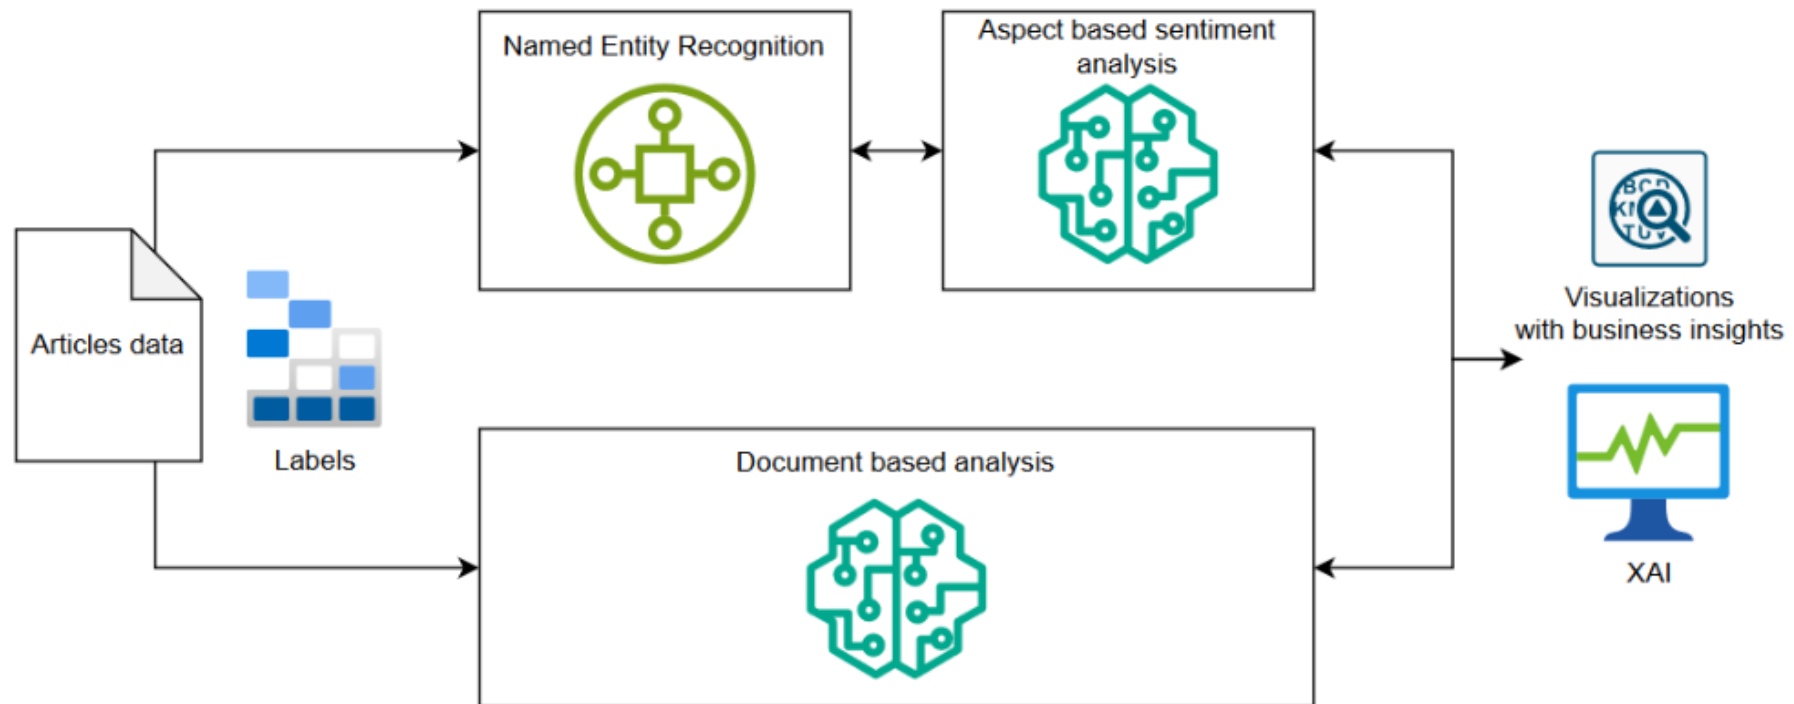 Named Entity Recognition
Aspect based sentiment
analysis
Articles data
Labels
Document based analysis
Visualizations
with business insights
XAI